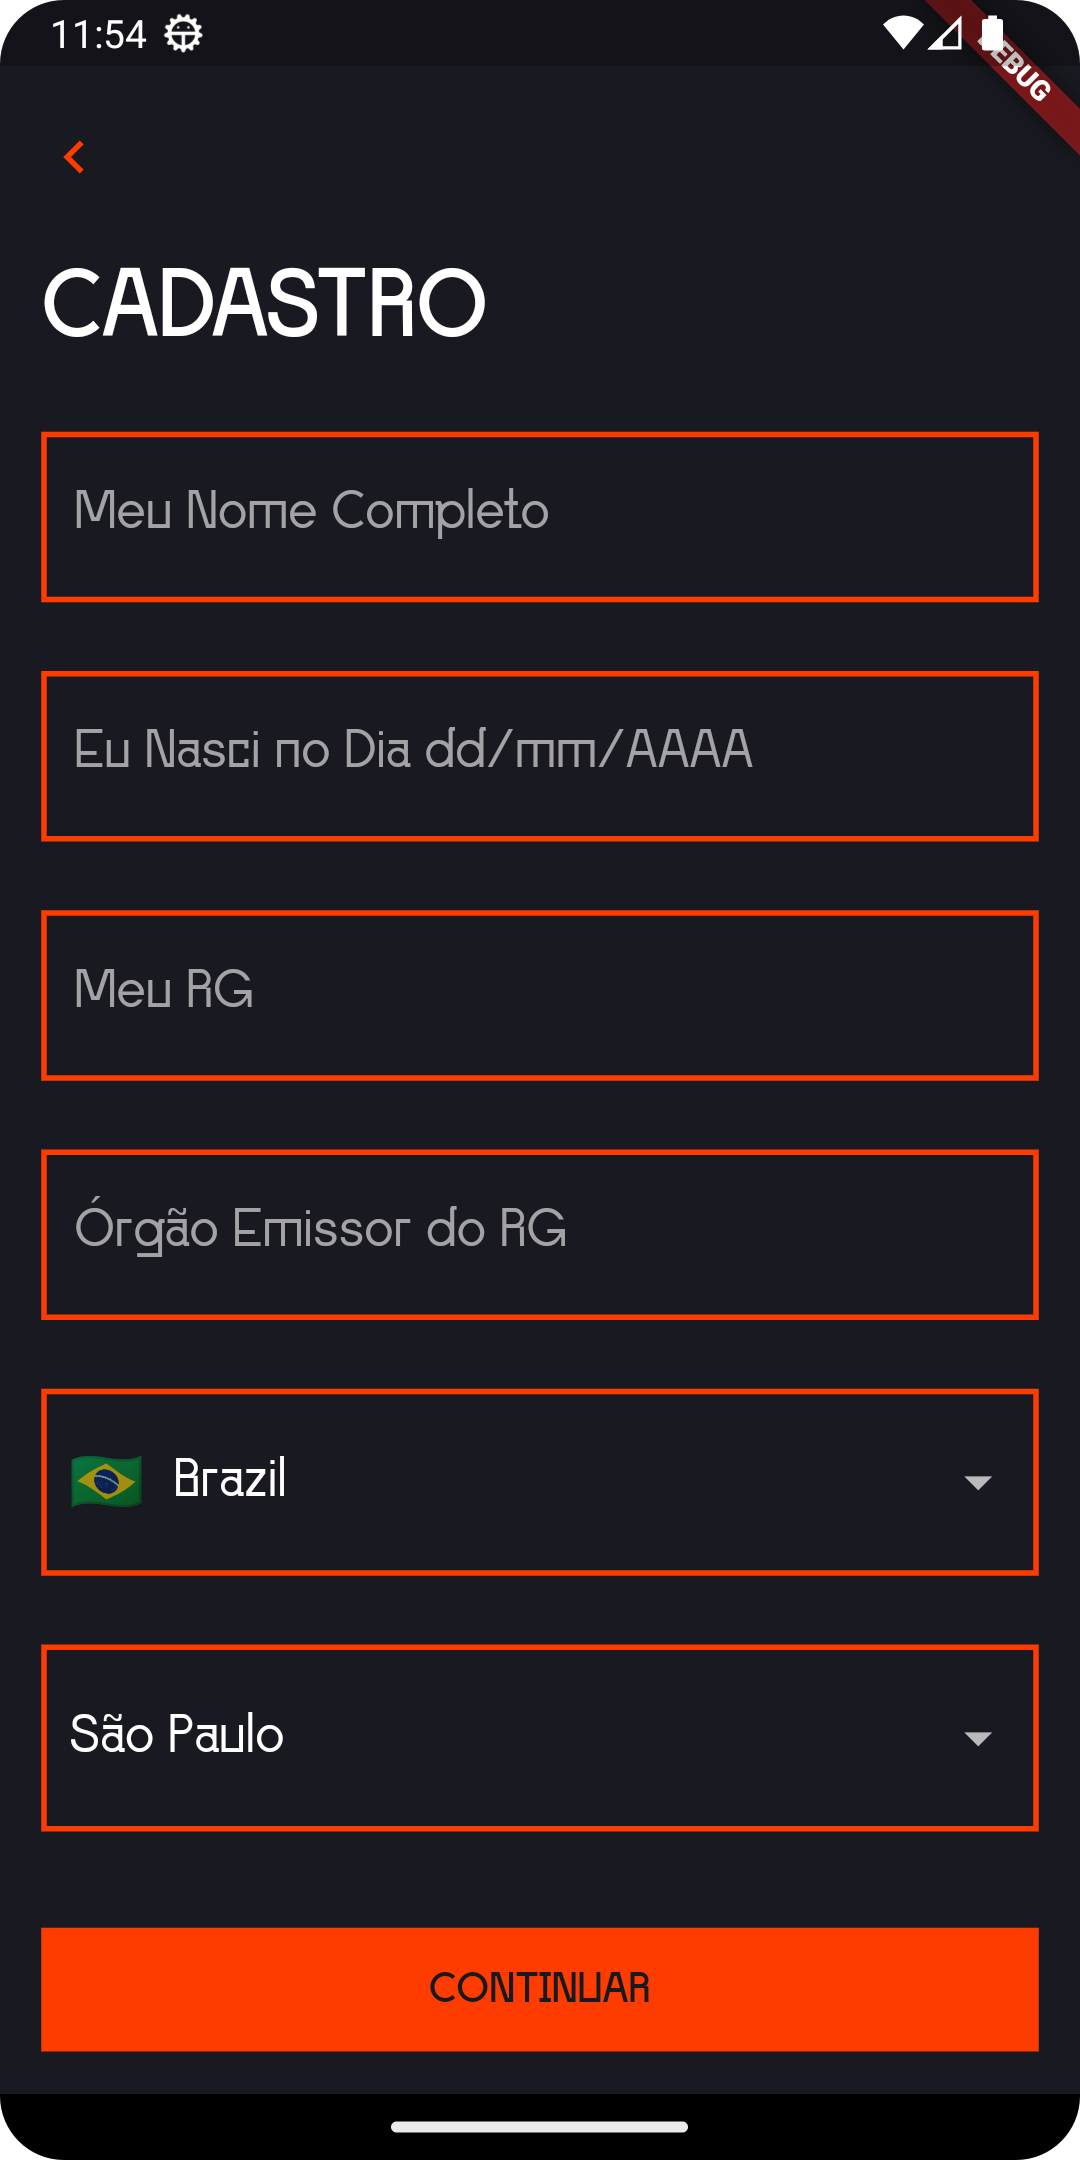 11:54
CADASTRO
Meu Nome Completo
Eu Nasci no Dia dd/mm/AAAA
Meu RG
Órgão Emissor do RG
Brazil
São Paulo
CONTINUAR